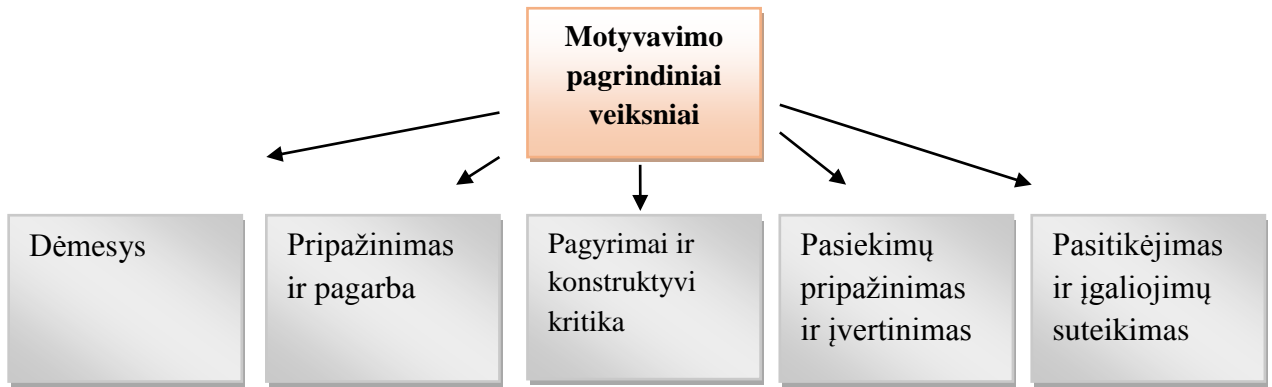 Motyvavimo
pagrindiniai
veiksniai
Dėmesys
Pripažinimas
ir pagarba
Pagyrimai ir
konstruktyvi
kritika
Pasiekimų
pripažinimas
ir įvertinimas
Pasitikėjimas
ir įgaliojimų
suteikimas